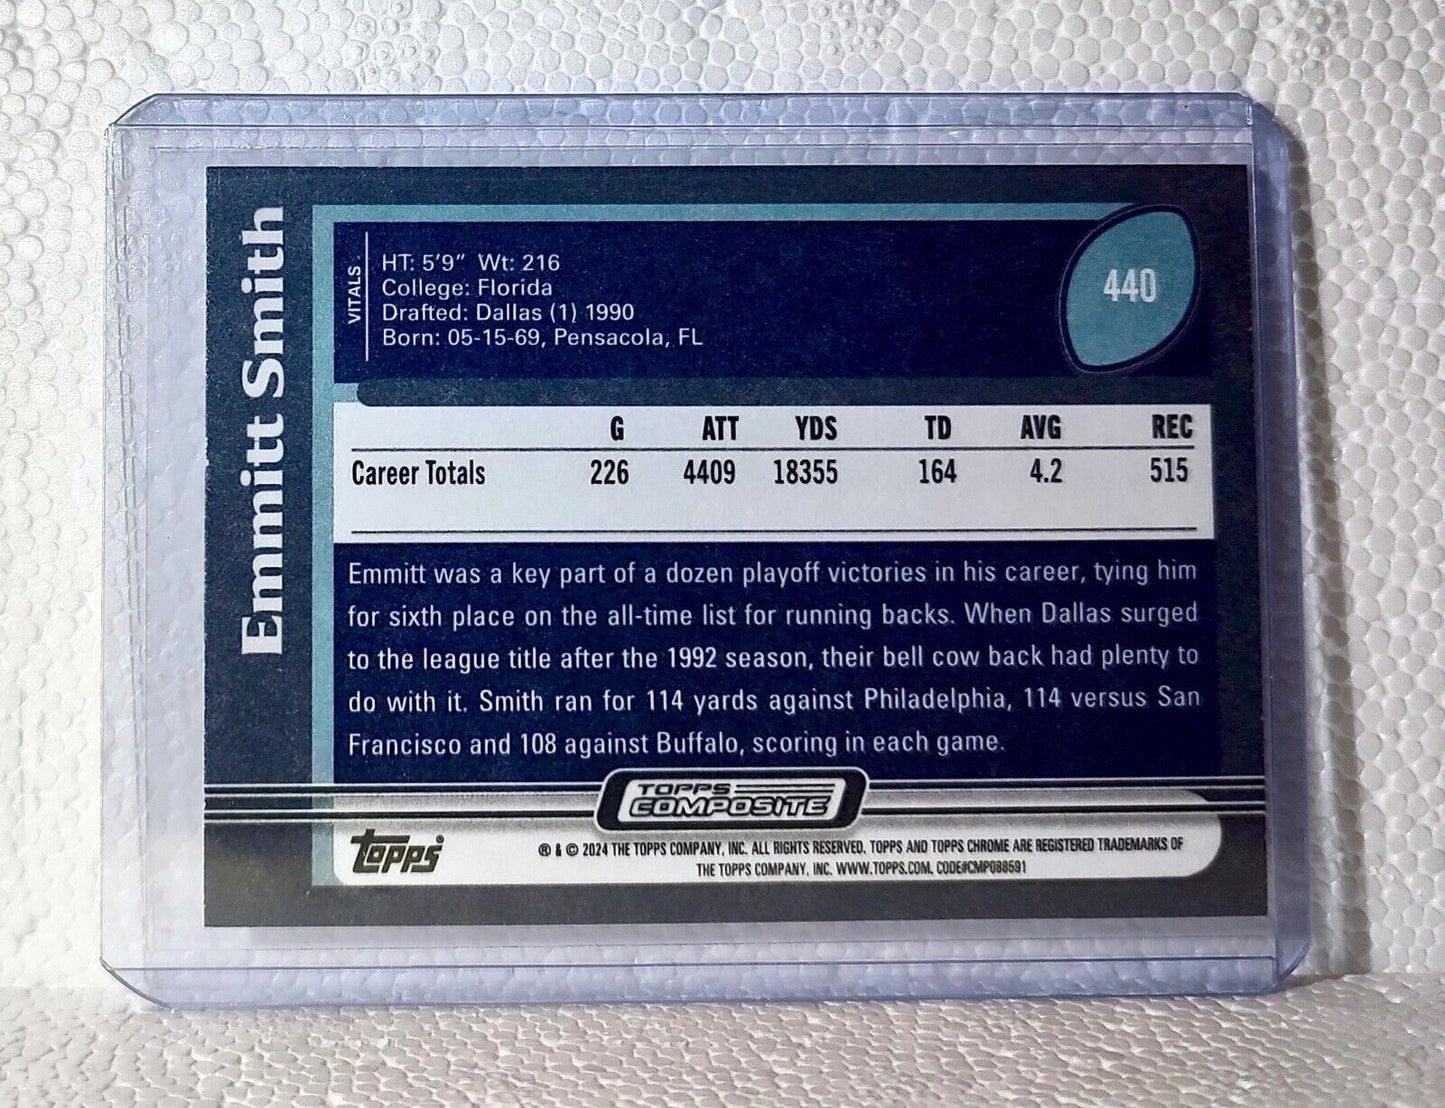 Emmitt Smith
VITALS
HT: 5'9" Wt: 216
College: Florida
Drafted: Dallas (1) 1990
Born: 05-15-69, Pensacola, FL
440
G ATT YDS TD AVG REC
Career Totals 226 4409 18355 164 4.2 515
Emmitt was a key part of a dozen playoff victories in his career, tying him
for sixth place on the all-time list for running backs. When Dallas surged
to the league title after the 1992 season, their bell cow back had plenty to
do with it. Smith ran for 114 yards against Philadelphia, 114 versus San
Francisco and 108 against Buffalo, scoring in each game.
TOPPS
COMPOSITE
Topps®
® & © 2024 THE TOPPS COMPANY, INC. ALL RIGHTS RESERVED. TOPPS AND TOPPS CHROME ARE REGISTERED TRADEMARKS OF
THE TOPPS COMPANY, INC. WWW.TOPPS.COM. CODE#CMP088591